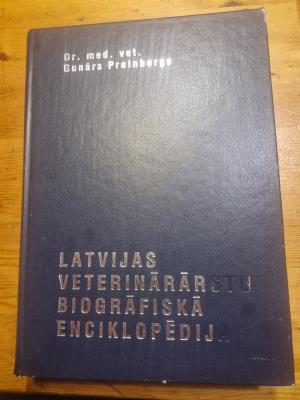 Dr. med. vet.
Gunārs Preinbergs
LATVIJAS
VETERINĀRĀRSTU
BIOGRĀFISKĀ
ENCIKLOPĒDIJA